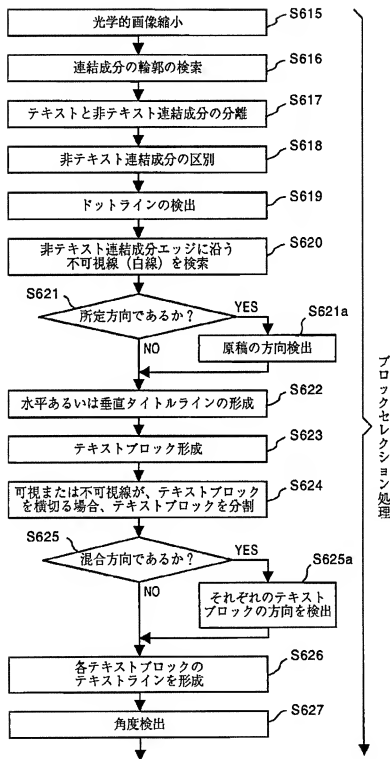 光学的画像縮小
S615
連結成分の輪郭の検索
S616
テキストと非テキスト連結成分の分離
S617
非テキスト連結成分の区別
S618
ドットラインの検出
S619
非テキスト連結成分エッジに沿う
不可視線（白線）を検索
S620
S621
所定方向であるか？
YES
NO
S621a
原稿の方向検出
水平あるいは垂直タイトルラインの形成
S622
テキストブロック形成
S623
可視または不可視線が、テキストブロック
を横切る場合、テキストブロックを分割
S624
S625
混合方向であるか？
YES
NO
S625a
それぞれのテキスト
ブロックの方向を検出
各テキストブロックの
テキストラインを形成
S626
角度検出
S627
ブロックセレクション処理